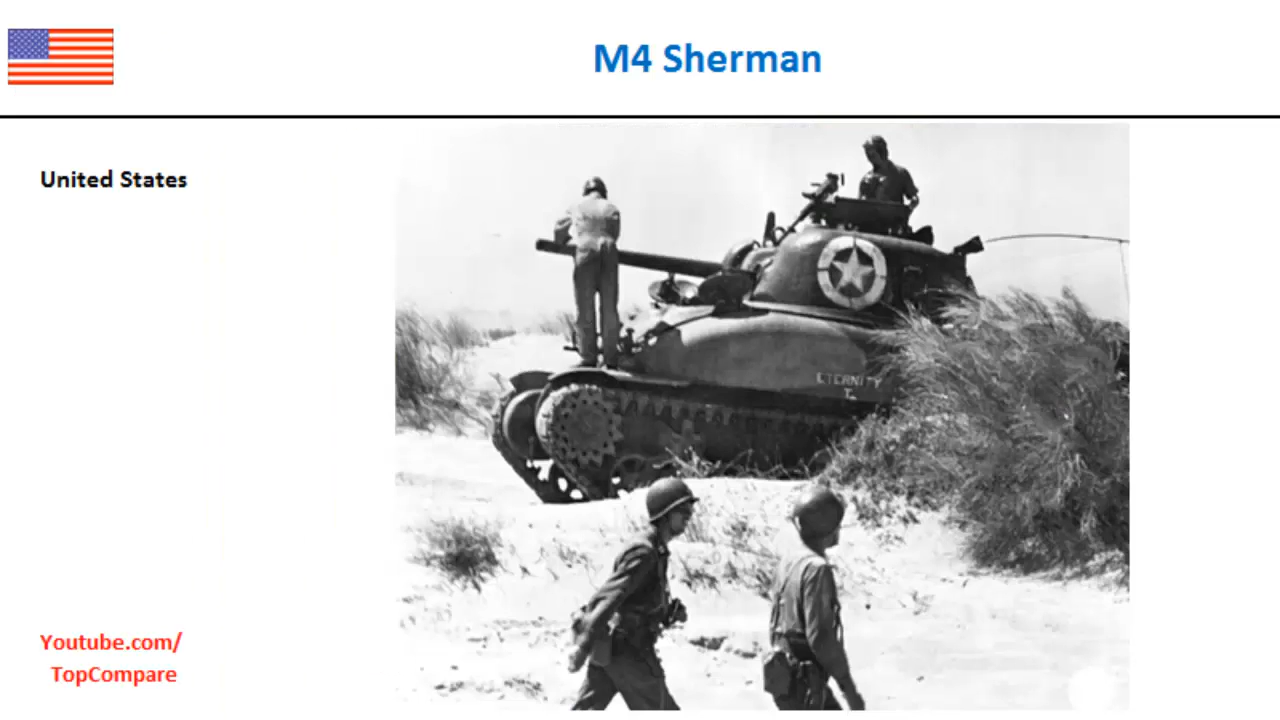 M4 Sherman
United States
ETERNITY
Youtube.com/
TopCompare